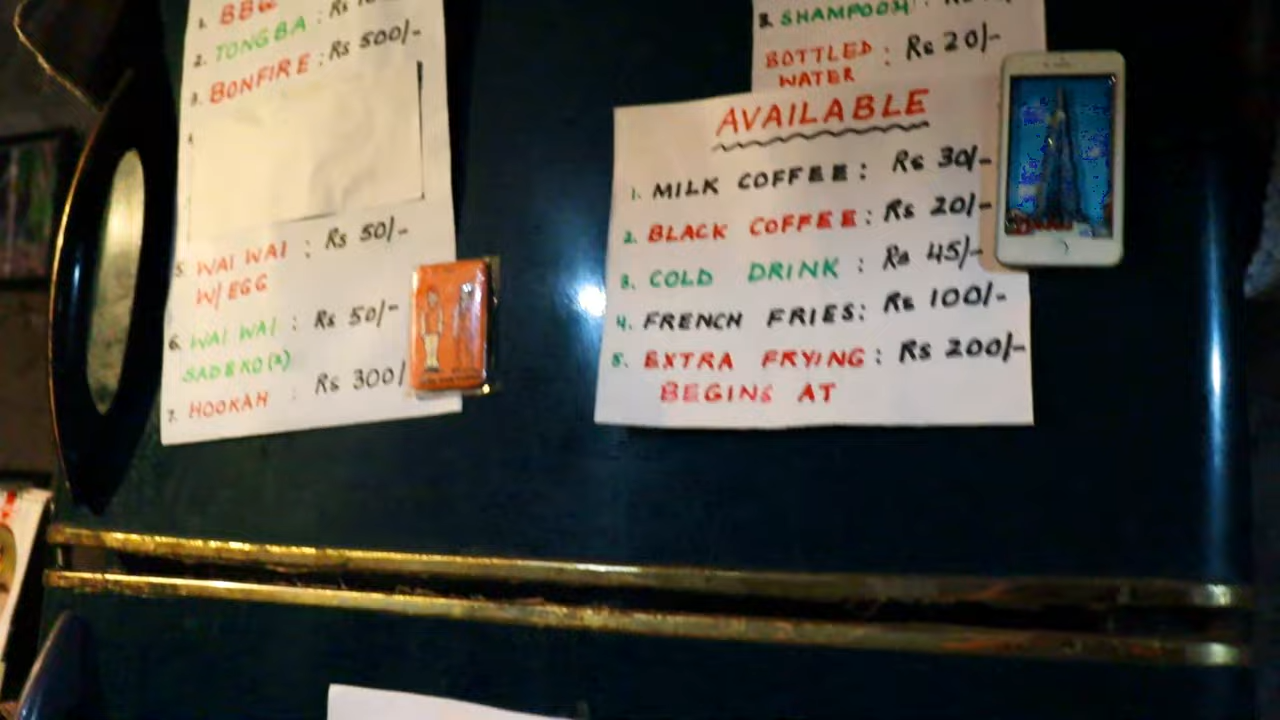 1. BBQ
2. TONGBA : Rs
3. BONFIRE : Rs 500/-
5. WAI WAI : Rs 50/-
W/ EGG
6. WAI WAI : Rs 50/-
SADEKO(2)
7. HOOKAH : Rs 300/
3. SHAMPOO
BOTTLED : Rs 20/-
WATER
AVAILABLE
1. MILK COFFEE : Rs 30/-
2. BLACK COFFEE : Rs 20/-
3. COLD DRINK : Rs 45/-
4. FRENCH FRIES : Rs 100/-
5. EXTRA FRYING : Rs 200/-
BEGINS AT